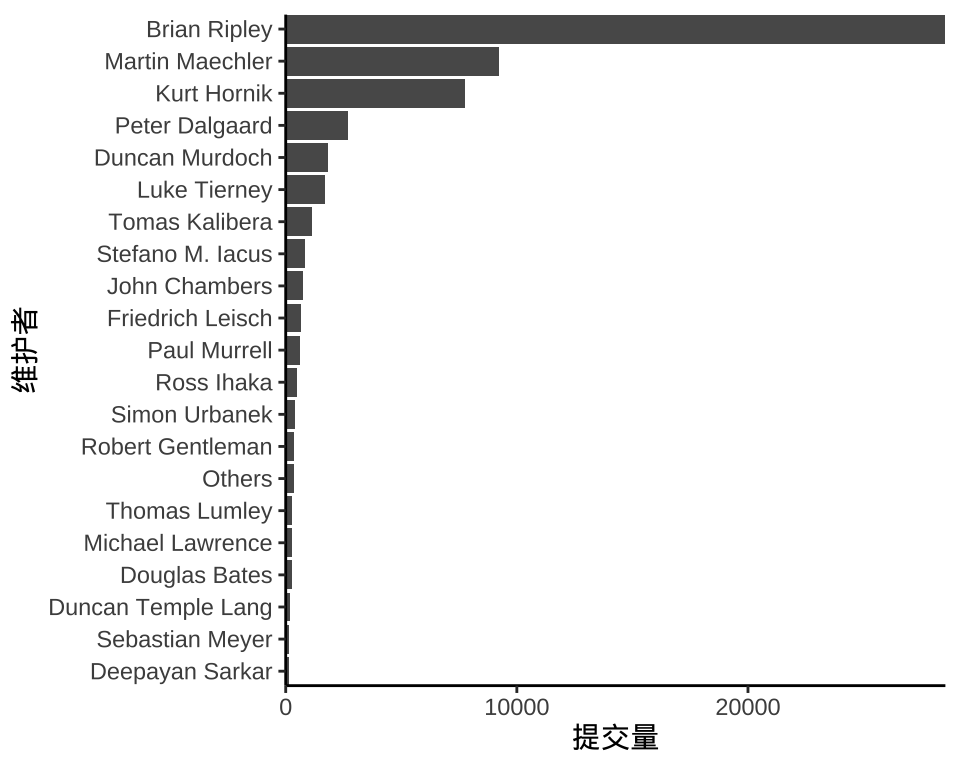 Brian Ripley
Martin Maechler
Kurt Hornik
Peter Dalgaard
Duncan Murdoch
Luke Tierney
Tomas Kalibera
Stefano M. Iacus
John Chambers
Friedrich Leisch
Paul Murrell
Ross Ihaka
Simon Urbanek
Robert Gentleman
Others
Thomas Lumley
Michael Lawrence
Douglas Bates
Duncan Temple Lang
Sebastian Meyer
Deepayan Sarkar
维护者
0 10000 20000
提交量